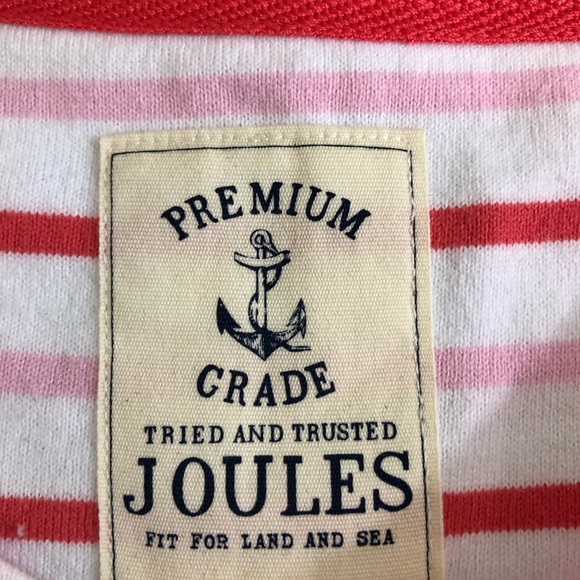 PREMIUM
GRADE
TRIED AND TRUSTED
JOULES
FIT FOR LAND AND SEA